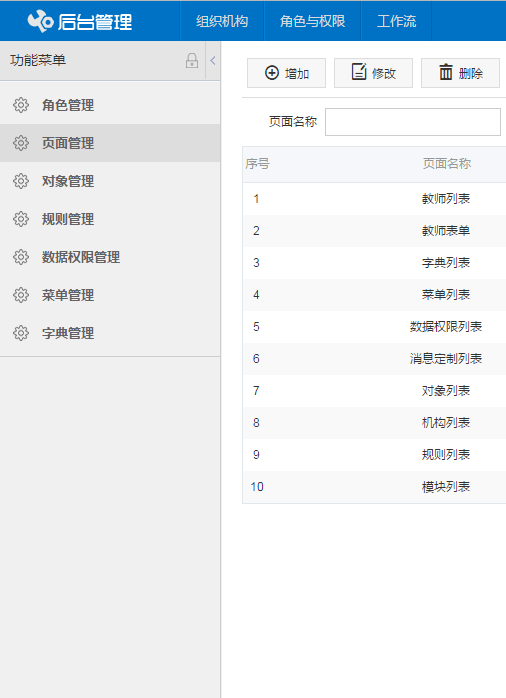 后台管理 组织机构 角色与权限 工作流
功能菜单
角色管理
页面管理
对象管理
规则管理
数据权限管理
菜单管理
字典管理
增加 修改 删除
页面名称
序号 页面名称
1 教师列表
2 教师表单
3 字典列表
4 菜单列表
5 数据权限列表
6 消息定制列表
7 对象列表
8 机构列表
9 规则列表
10 模块列表